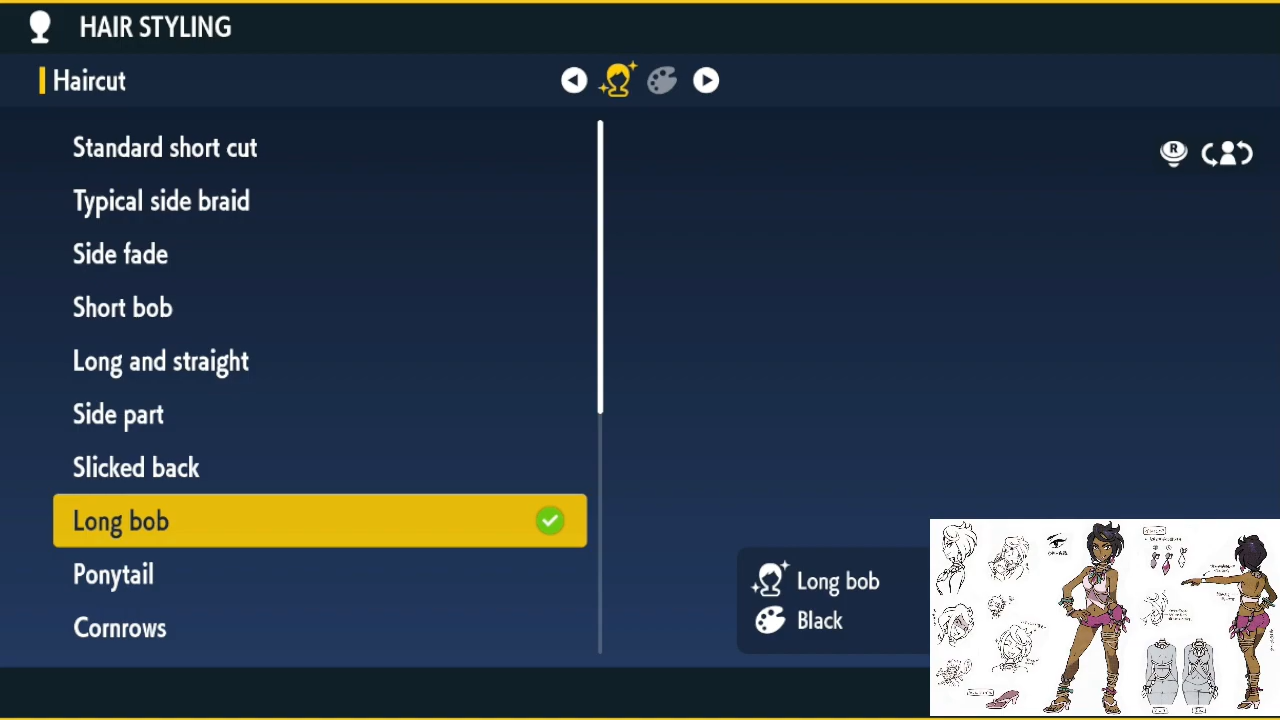 HAIR STYLING
Haircut
Standard short cut
Typical side braid
Side fade
Short bob
Long and straight
Side part
Slicked back
Long bob
Ponytail
Cornrows
R
Long bob
Black